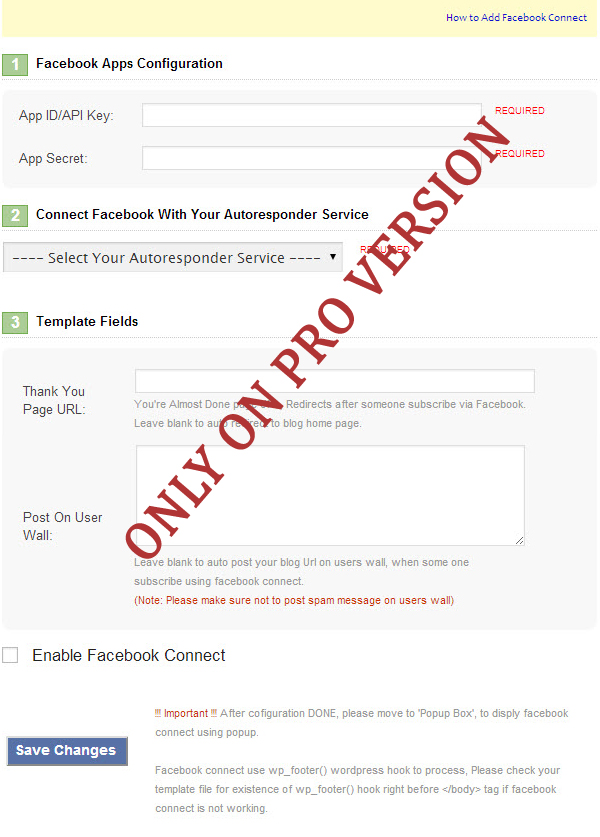 How to Add Facebook Connect
1 Facebook Apps Configuration
App ID/API Key: REQUIRED
App Secret: REQUIRED
2 Connect Facebook With Your Autoresponder Service
---- Select Your Autoresponder Service ---- REQUIRED
3 Template Fields
Thank You
Page URL:
You're Almost Done page Redirects after someone subscribe via Facebook.
Leave blank to auto redirect to blog home page.
Post On User
Wall:
Leave blank to auto post your blog Url on users wall, when some one
subscribe using facebook connect.
(Note: Please make sure not to post spam message on users wall)
ONLY ON PRO VERSION
Enable Facebook Connect
!!! Important !!! After cofiguration DONE, please move to 'Popup Box', to disply facebook
connect using popup.
Save Changes
Facebook connect use wp_footer() wordpress hook to process, Please check your
template file for existence of wp_footer() hook right before </body> tag if facebook
connect is not working.